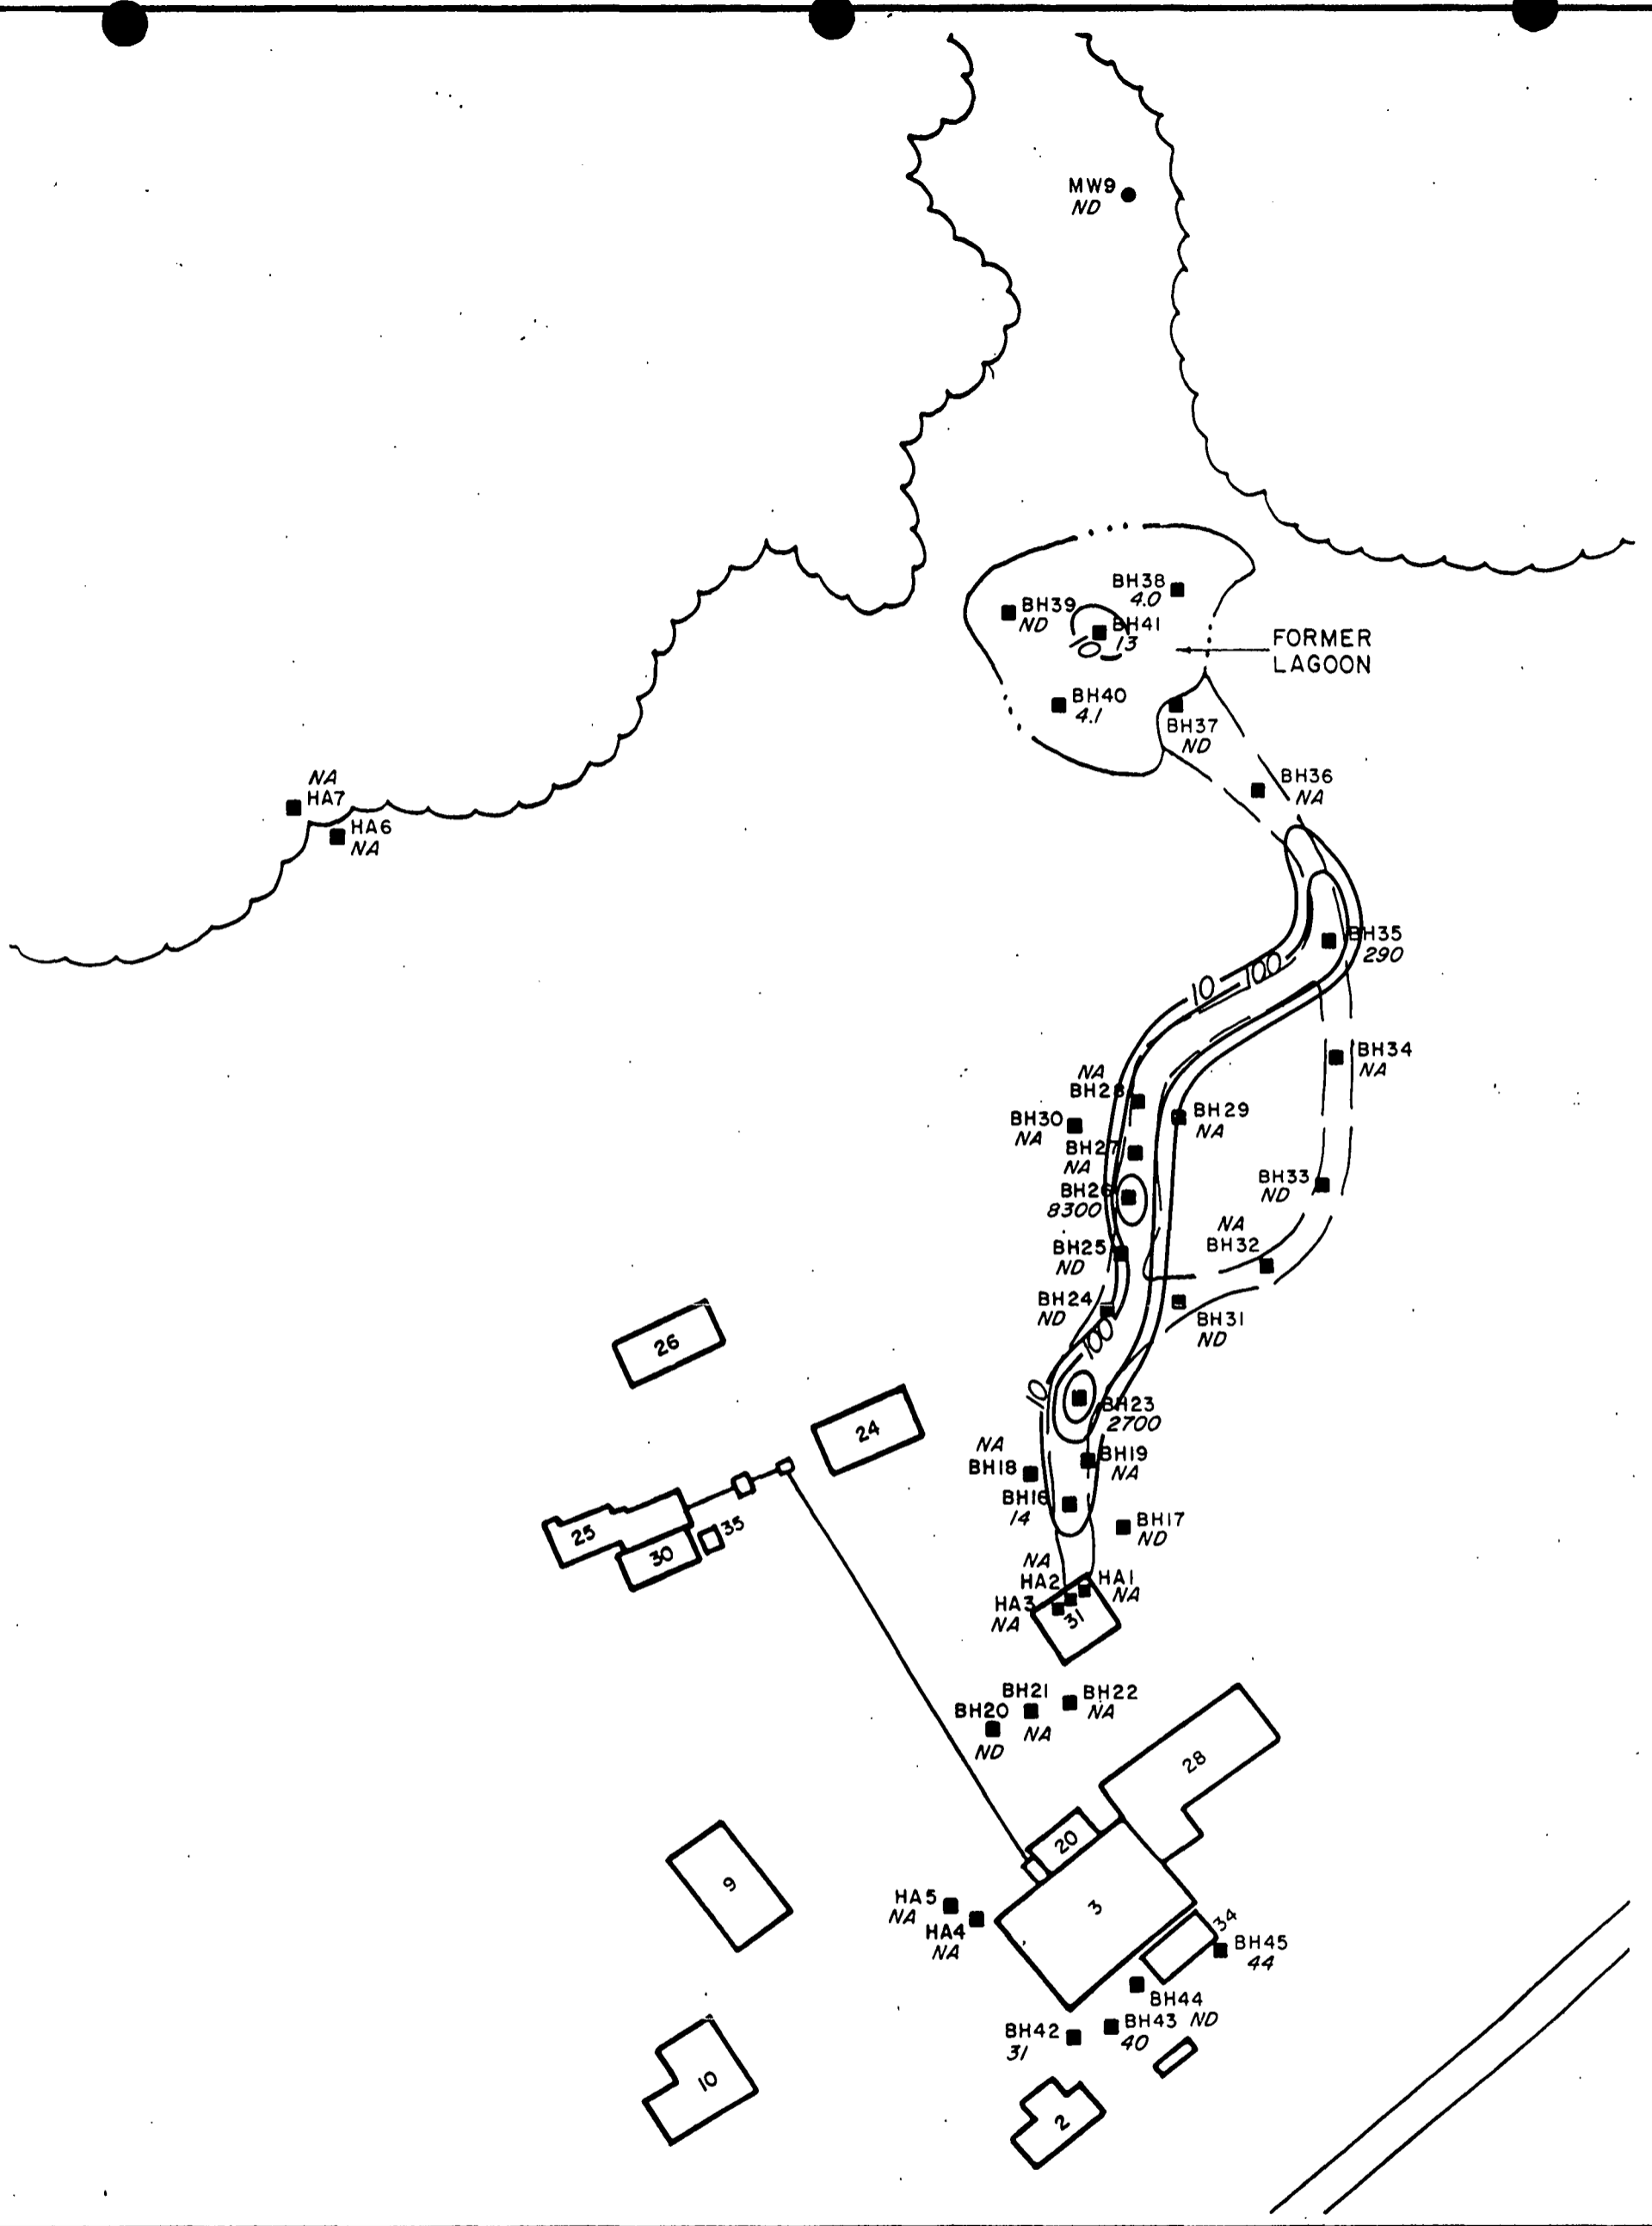 MW9
ND
BH38
4.0
BH39
ND
BH41
13
10
FORMER
LAGOON
BH40
4.1
BH37
ND
BH36
NA
NA
HA7
HA6
NA
BH35
290
100
10
BH34
NA
NA
BH28
BH29
NA
BH30
NA
BH27
NA
BH26
8300
BH33
ND
NA
BH32
BH25
ND
BH24
ND
BH31
ND
100
10
26
24
BH23
2700
NA
BH18
BH19
NA
BH16
14
BH17
ND
25
30
35
NA
HA2
HA1
NA
HA3
NA
31
BH21
NA
BH22
NA
BH20
ND
28
20
9
3
HA5
NA
HA4
NA
34
BH45
44
BH44
ND
BH43
40
BH42
31
10
2